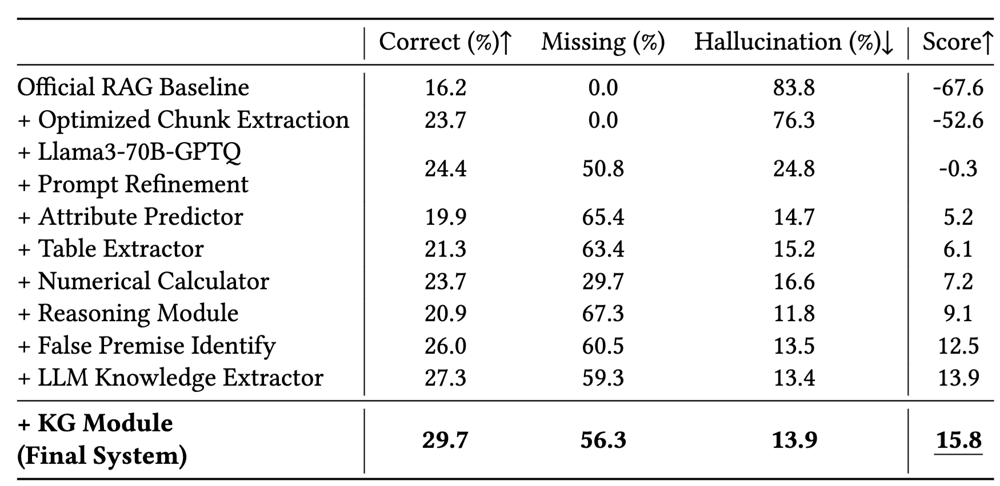 Correct (%)↑ Missing (%) Hallucination (%)↓ Score↑
Official RAG Baseline 16.2 0.0 83.8 -67.6
+ Optimized Chunk Extraction 23.7 0.0 76.3 -52.6
+ Llama3-70B-GPTQ
+ Prompt Refinement 24.4 50.8 24.8 -0.3
+ Attribute Predictor 19.9 65.4 14.7 5.2
+ Table Extractor 21.3 63.4 15.2 6.1
+ Numerical Calculator 23.7 29.7 16.6 7.2
+ Reasoning Module 20.9 67.3 11.8 9.1
+ False Premise Identify 26.0 60.5 13.5 12.5
+ LLM Knowledge Extractor 27.3 59.3 13.4 13.9
+ KG Module
(Final System) 29.7 56.3 13.9 15.8